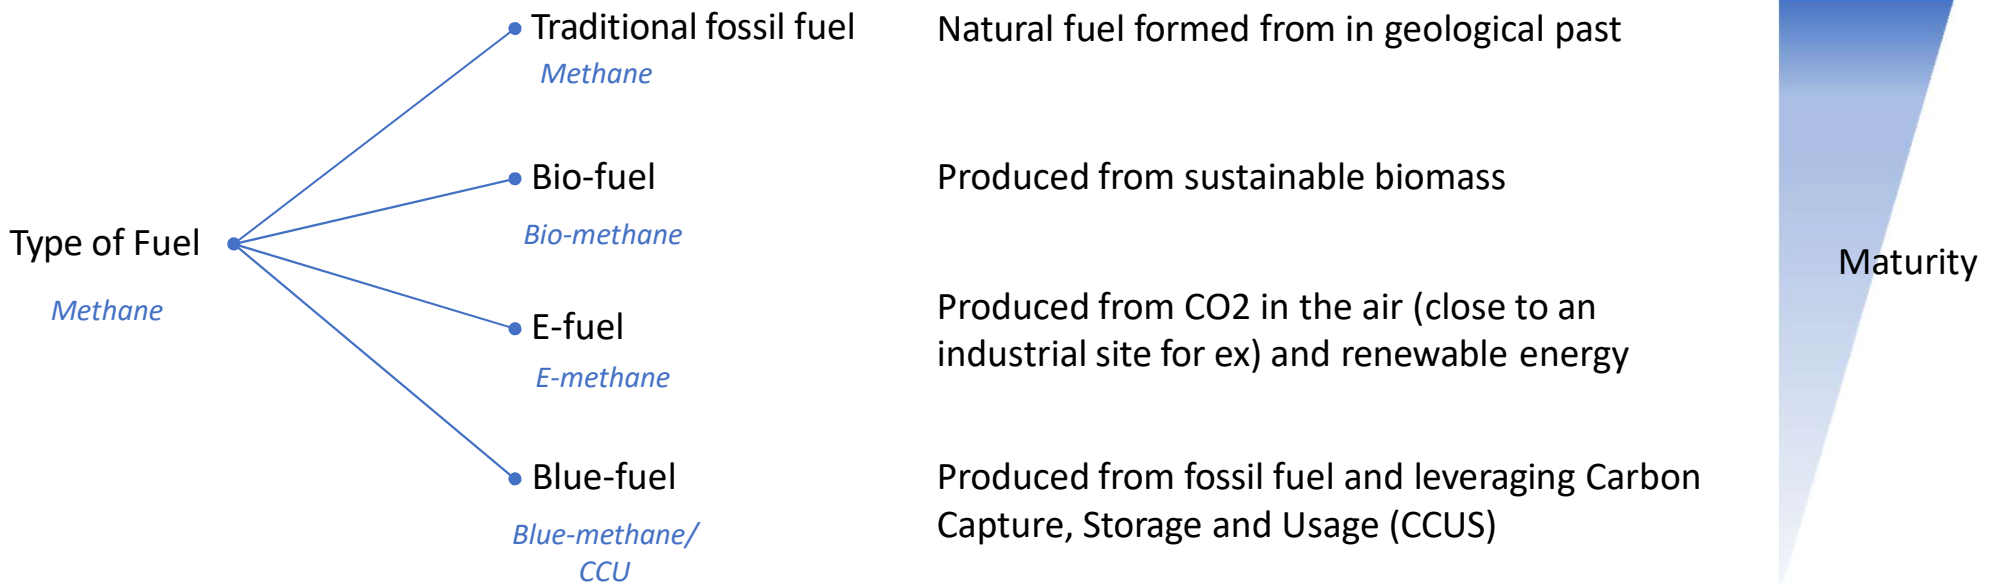 Traditional fossil fuel
Methane
Natural fuel formed from in geological past
Bio-fuel
Bio-methane
Produced from sustainable biomass
Type of Fuel
Methane
Maturity
E-fuel
E-methane
Produced from CO2 in the air (close to an
industrial site for ex) and renewable energy
Blue-fuel
Blue-methane/
CCU
Produced from fossil fuel and leveraging Carbon
Capture, Storage and Usage (CCUS)